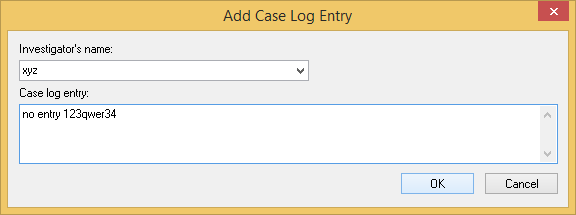 Add Case Log Entry
Investigator's name:
xyz
Case log entry:
no entry 123qwer34
OK
Cancel